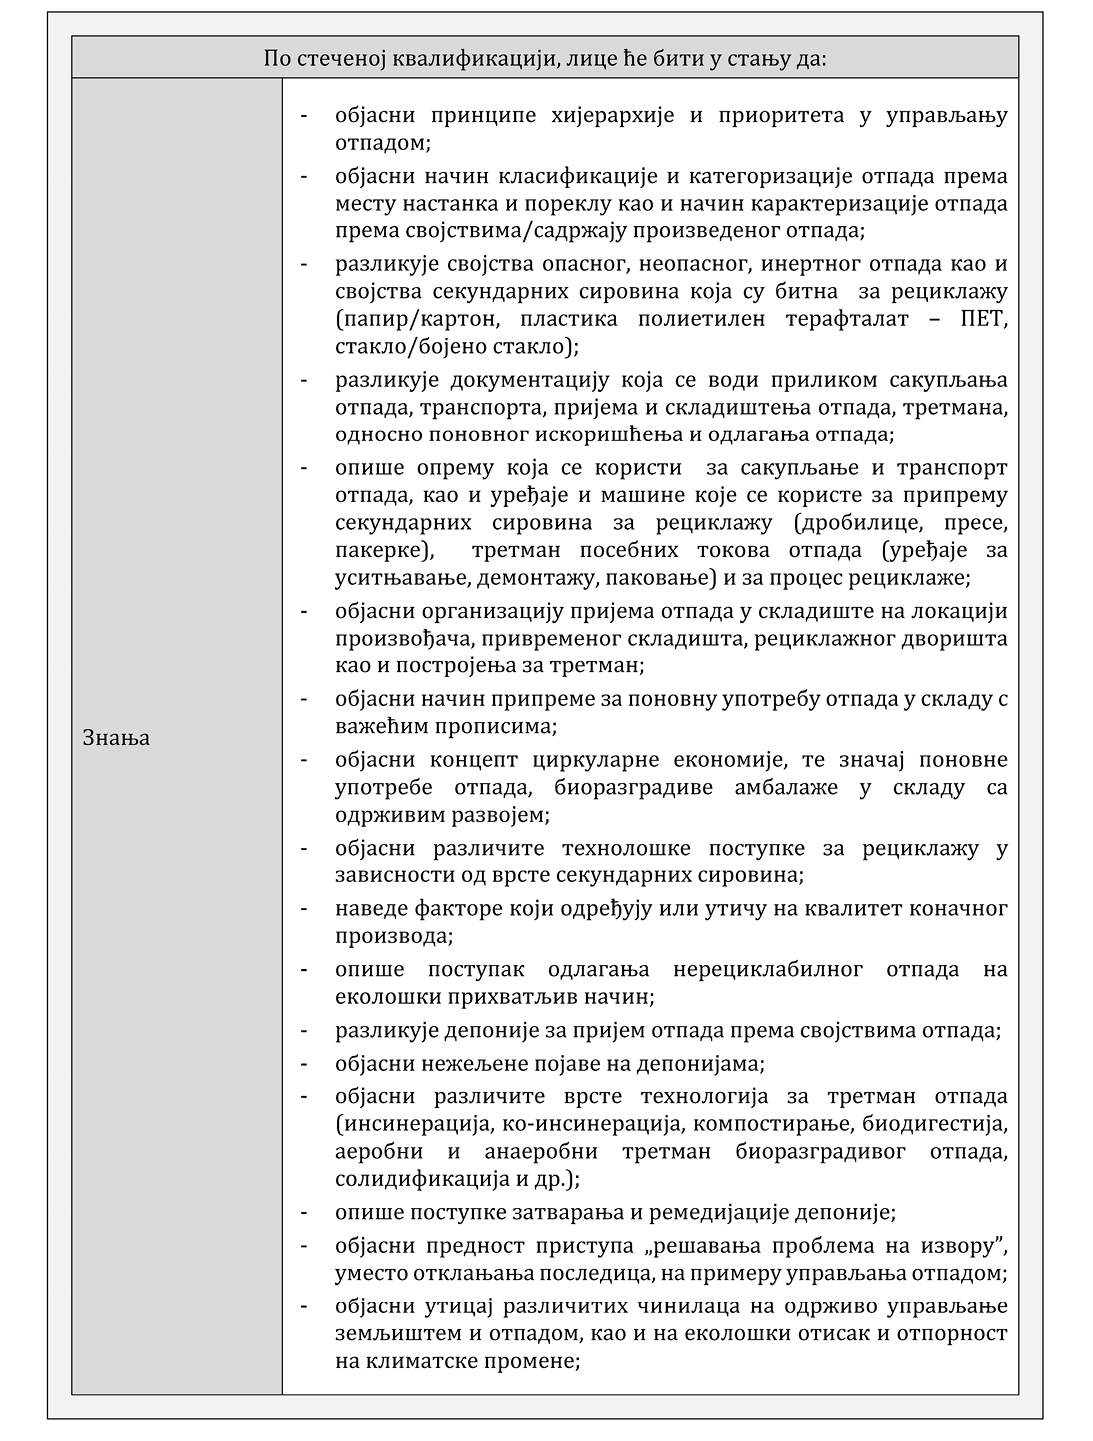 По стеченој квалификацији, лице ће бити у стању да:
Знања
- објасни принципе хијерархије и приоритета у управљању
отпадом;
- објасни начин класификације и категоризације отпада према
месту настанка и пореклу као и начин карактеризације отпада
према својствима/садржају произведеног отпада;
- разликује својства опасног, неопасног, инертног отпада као и
својства секундарних сировина која су битна за рециклажу
(папир/картон, пластика полиетилен терафталат – ПЕТ,
стакло/бојено стакло);
- разликује документацију која се води приликом сакупљања
отпада, транспорта, пријема и складиштења отпада, третмана,
односно поновног искоришћења и одлагања отпада;
- опише опрему која се користи за сакупљање и транспорт
отпада, као и уређаје и машине које се користе за припрему
секундарних сировина за рециклажу (дробилице, пресе,
пакерке), третман посебних токова отпада (уређаје за
уситњавање, демонтажу, паковање) и за процес рециклаже;
- објасни организацију пријема отпада у складиште на локацији
произвођача, привременог складишта, рециклажног дворишта
као и постројења за третман;
- објасни начин припреме за поновну употребу отпада у складу с
важећим прописима;
- објасни концепт циркуларне економије, те значај поновне
употребе отпада, биоразградиве амбалаже у складу са
одрживим развојем;
- објасни различите технолошке поступке за рециклажу у
зависности од врсте секундарних сировина;
- наведе факторе који одређују или утичу на квалитет коначног
производа;
- опише поступак одлагања нерециклабилног отпада на
еколошки прихватљив начин;
- разликује депоније за пријем отпада према својствима отпада;
- објасни нежељене појаве на депонијама;
- објасни различите врсте технологија за третман отпада
(инсинерација, ко-инсинерација, компостирање, биодигестија,
аеробни и анаеробни третман биоразградивог отпада,
солидификација и др.);
- опише поступке затварања и ремедијације депоније;
- објасни предност приступа „решавања проблема на извору”,
уместо отклањања последица, на примеру управљања отпадом;
- објасни утицај различитих чинилаца на одрживо управљање
земљиштем и отпадом, као и на еколошки отисак и отпорност
на климатске промене;